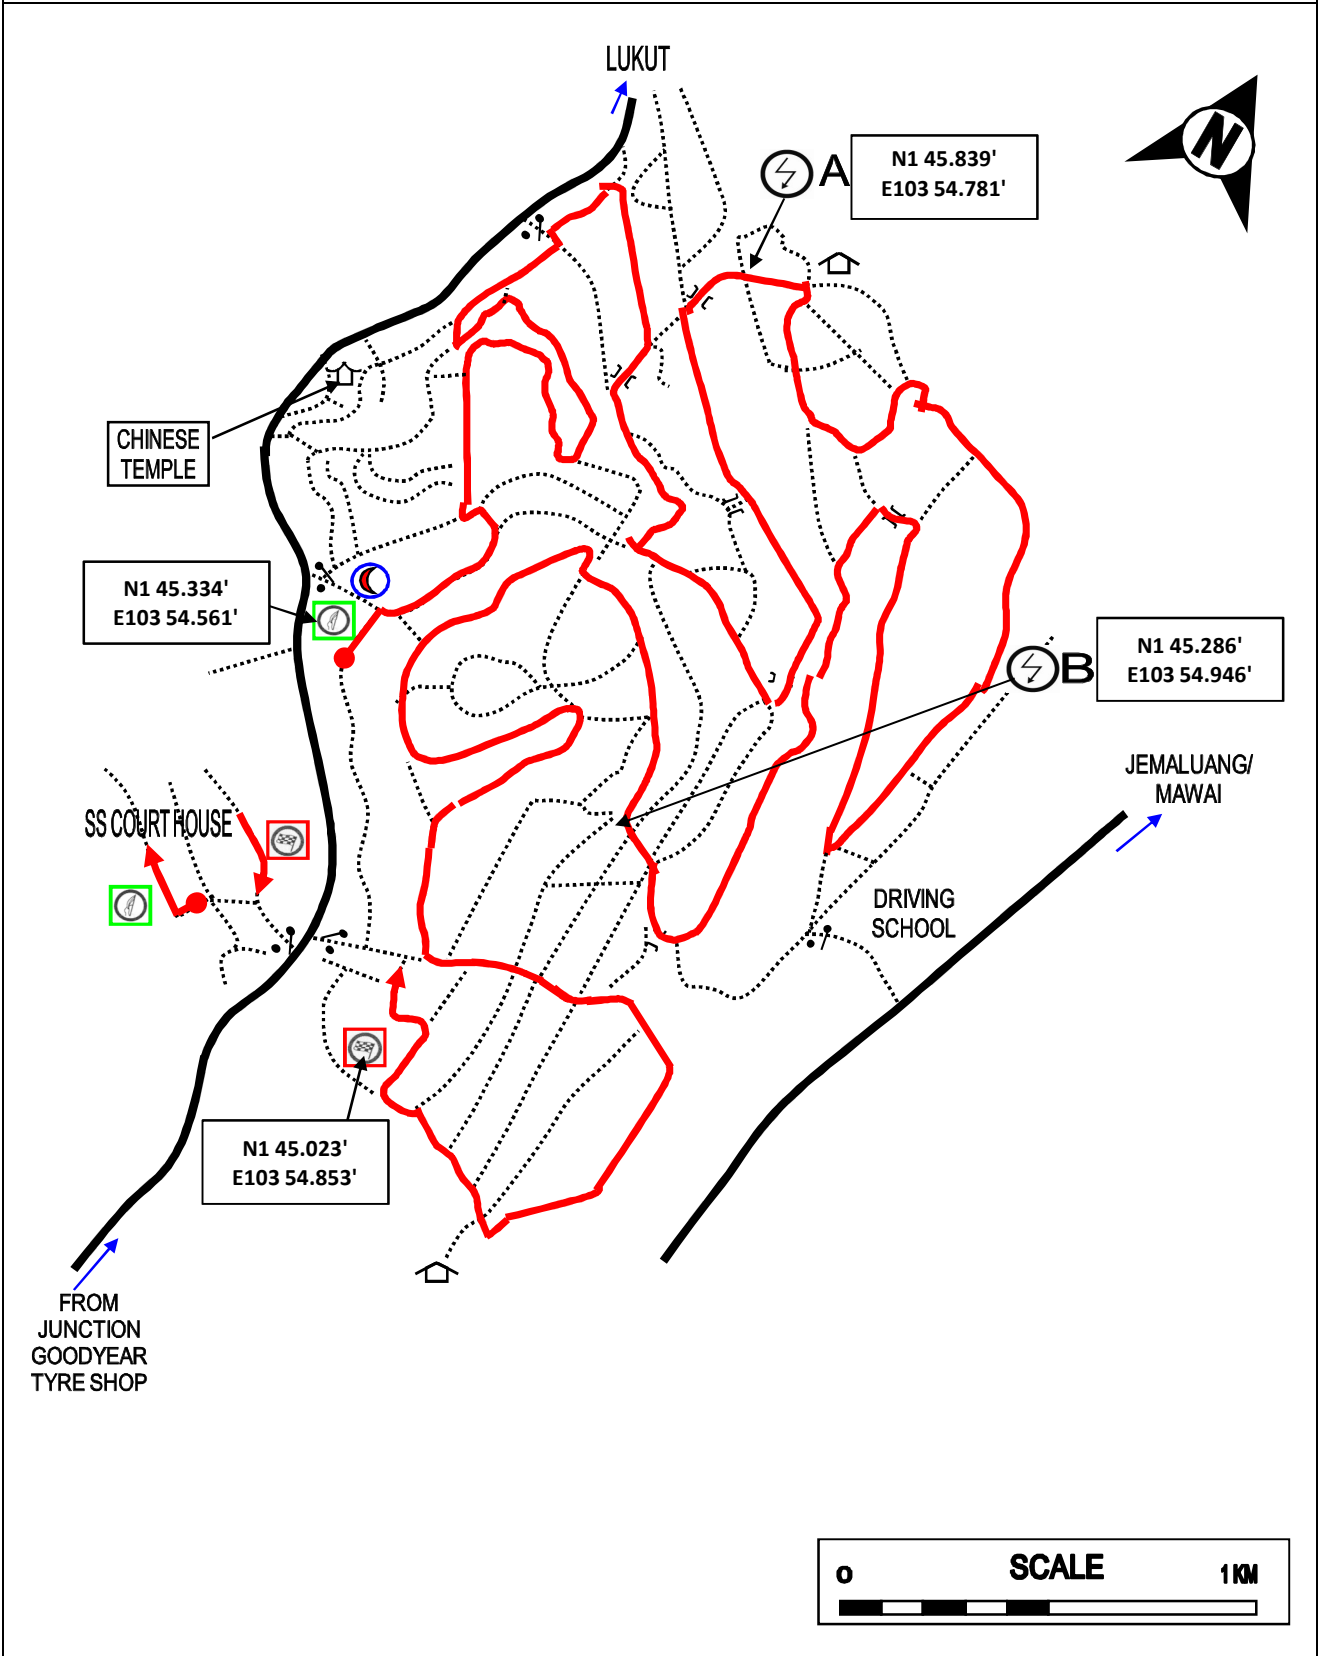 LUKUT
A
N1 45.839'
E103 54.781'
N
CHINESE
TEMPLE
N1 45.334'
E103 54.561'
B
N1 45.286'
E103 54.946'
JEMALUANG/
MAWAI
SS COURT HOUSE
DRIVING
SCHOOL
N1 45.023'
E103 54.853'
FROM
JUNCTION
GOODYEAR
TYRE SHOP
SCALE
0 1 KM